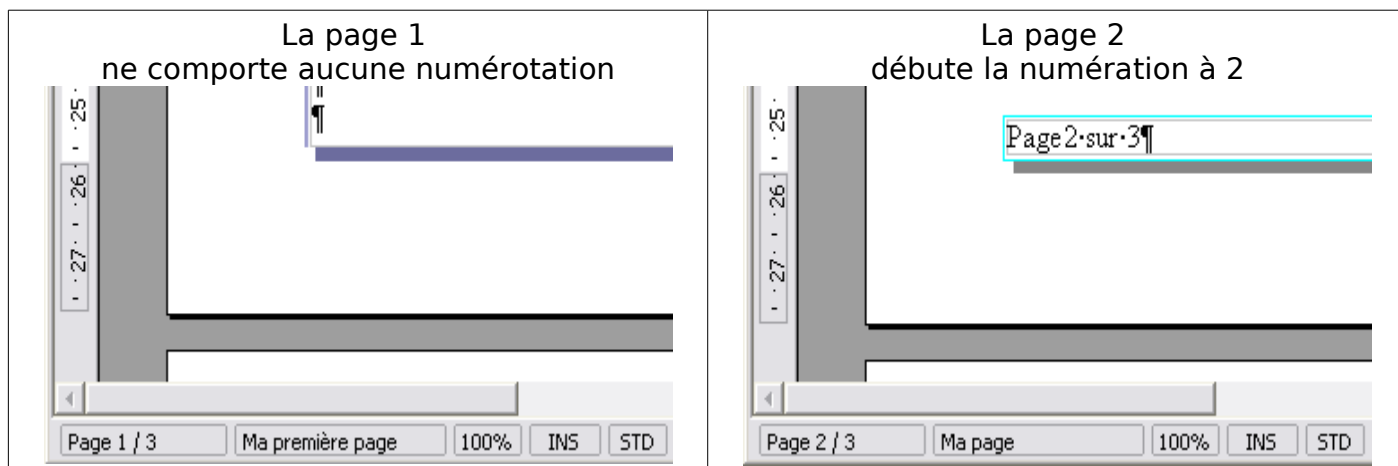 La page 1
ne comporte aucune numérotation
¶
¶
25
26
27
Page 1 / 3
Ma première page
100%
INS
STD
La page 2
débute la numération à 2
Page2·sur·3¶
25
26
27
Page 2 / 3
Ma page
100%
INS
STD